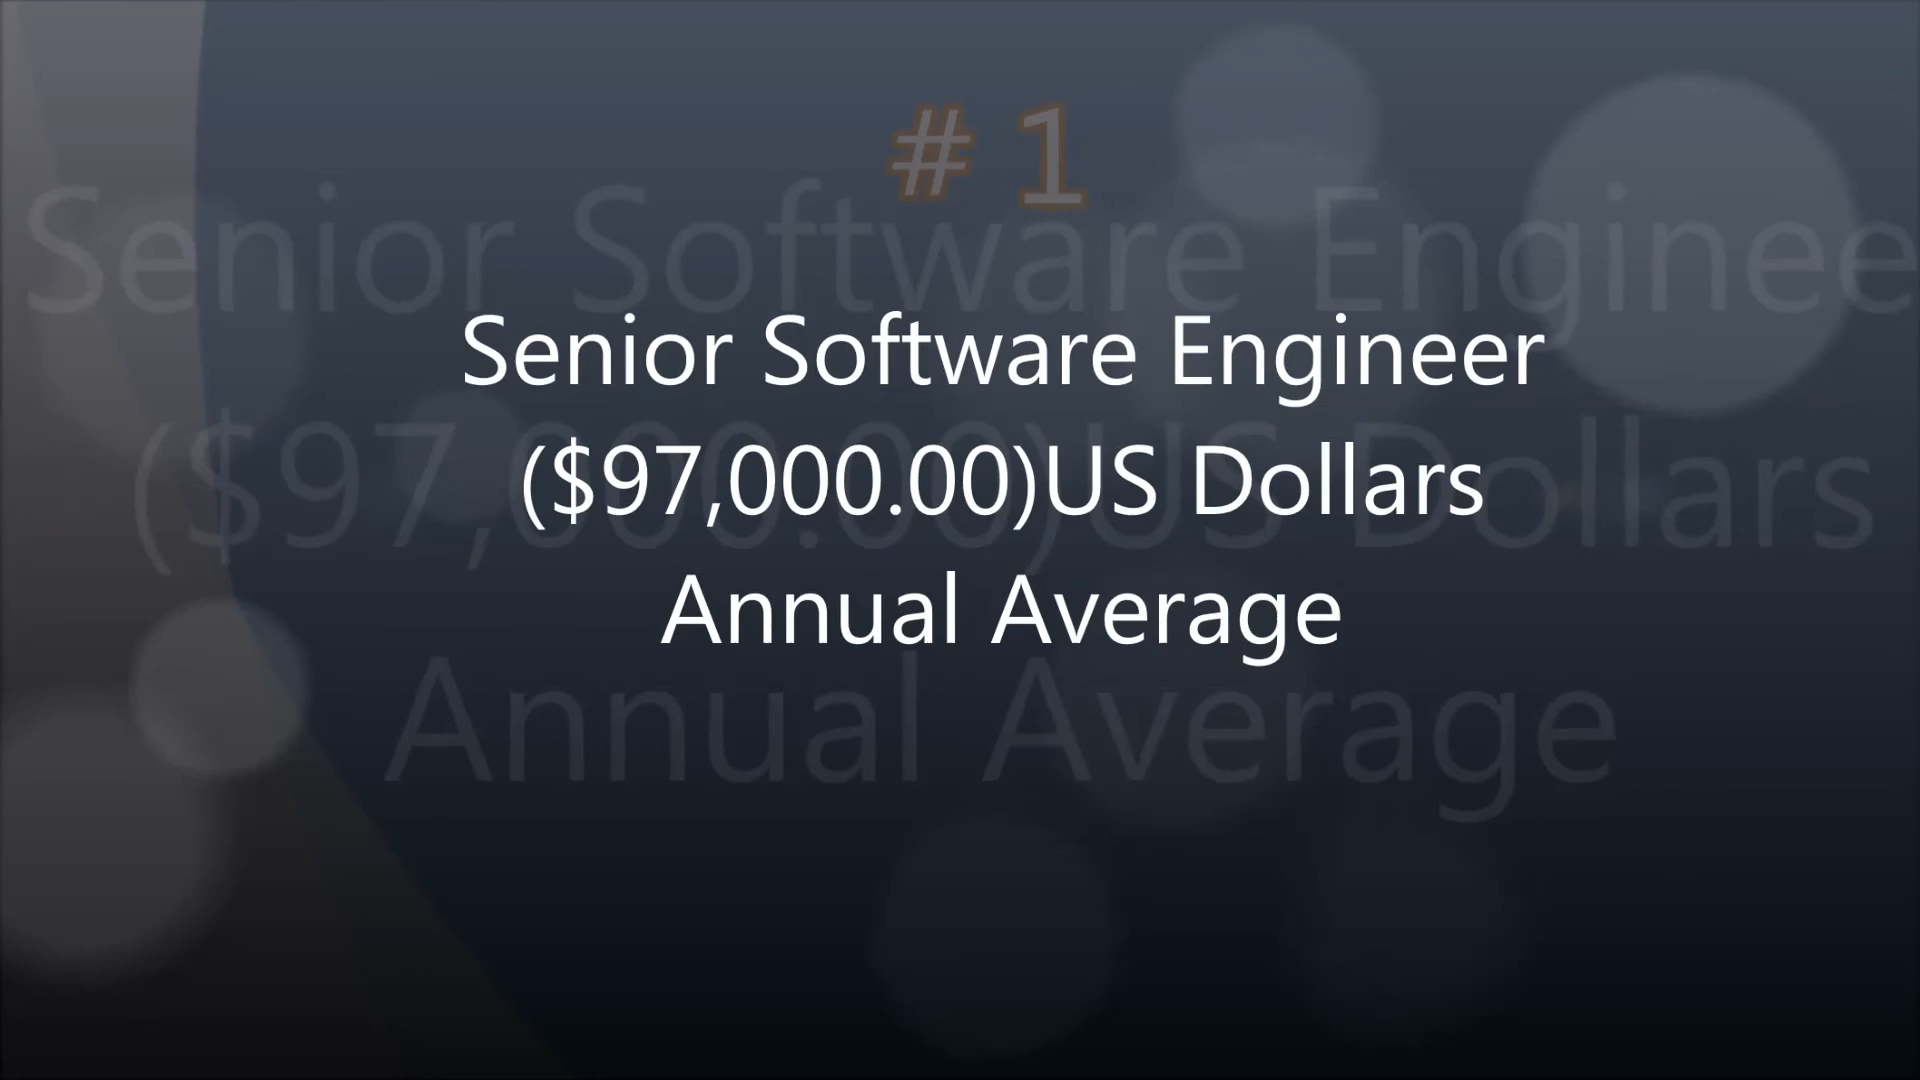 # 1
Senior Software Engineer
($97,000.00)US Dollars
Annual Average